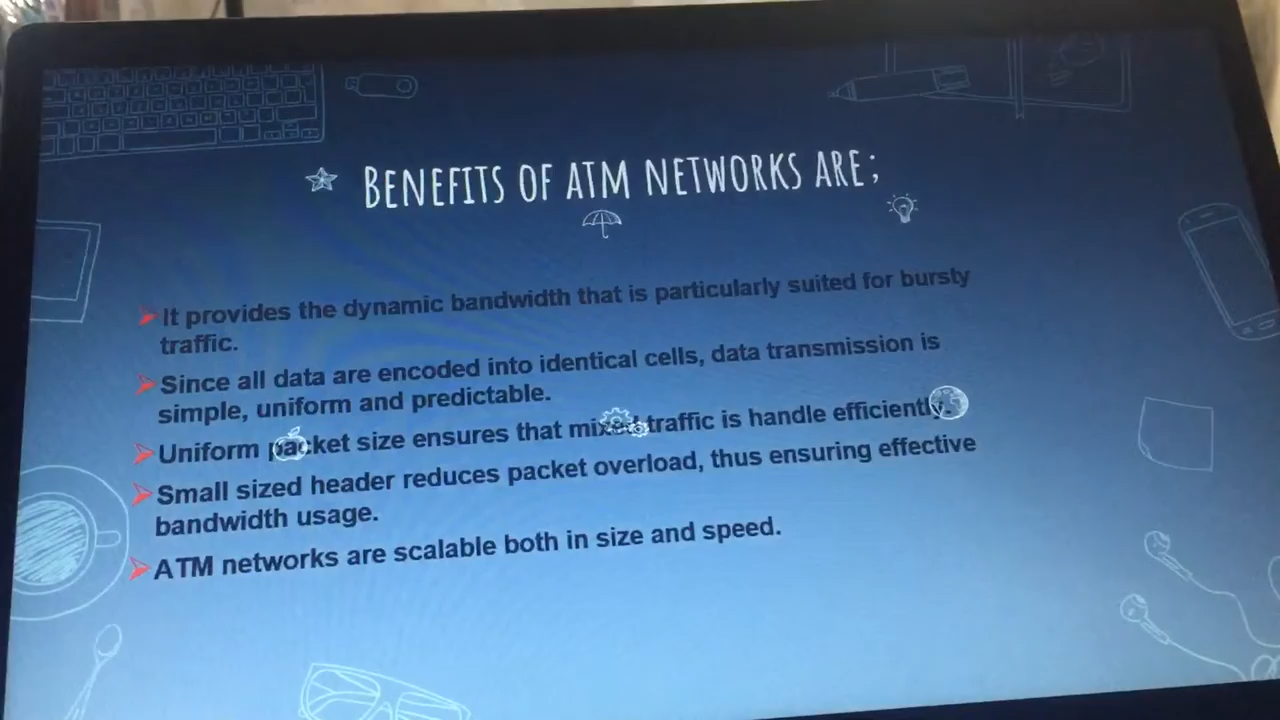 BENEFITS OF ATM NETWORKS ARE;
It provides the dynamic bandwidth that is particularly suited for bursty
traffic.
Since all data are encoded into identical cells, data transmission is
simple, uniform and predictable.
Uniform packet size ensures that mixed traffic is handle efficiently.
Small sized header reduces packet overload, thus ensuring effective
bandwidth usage.
ATM networks are scalable both in size and speed.